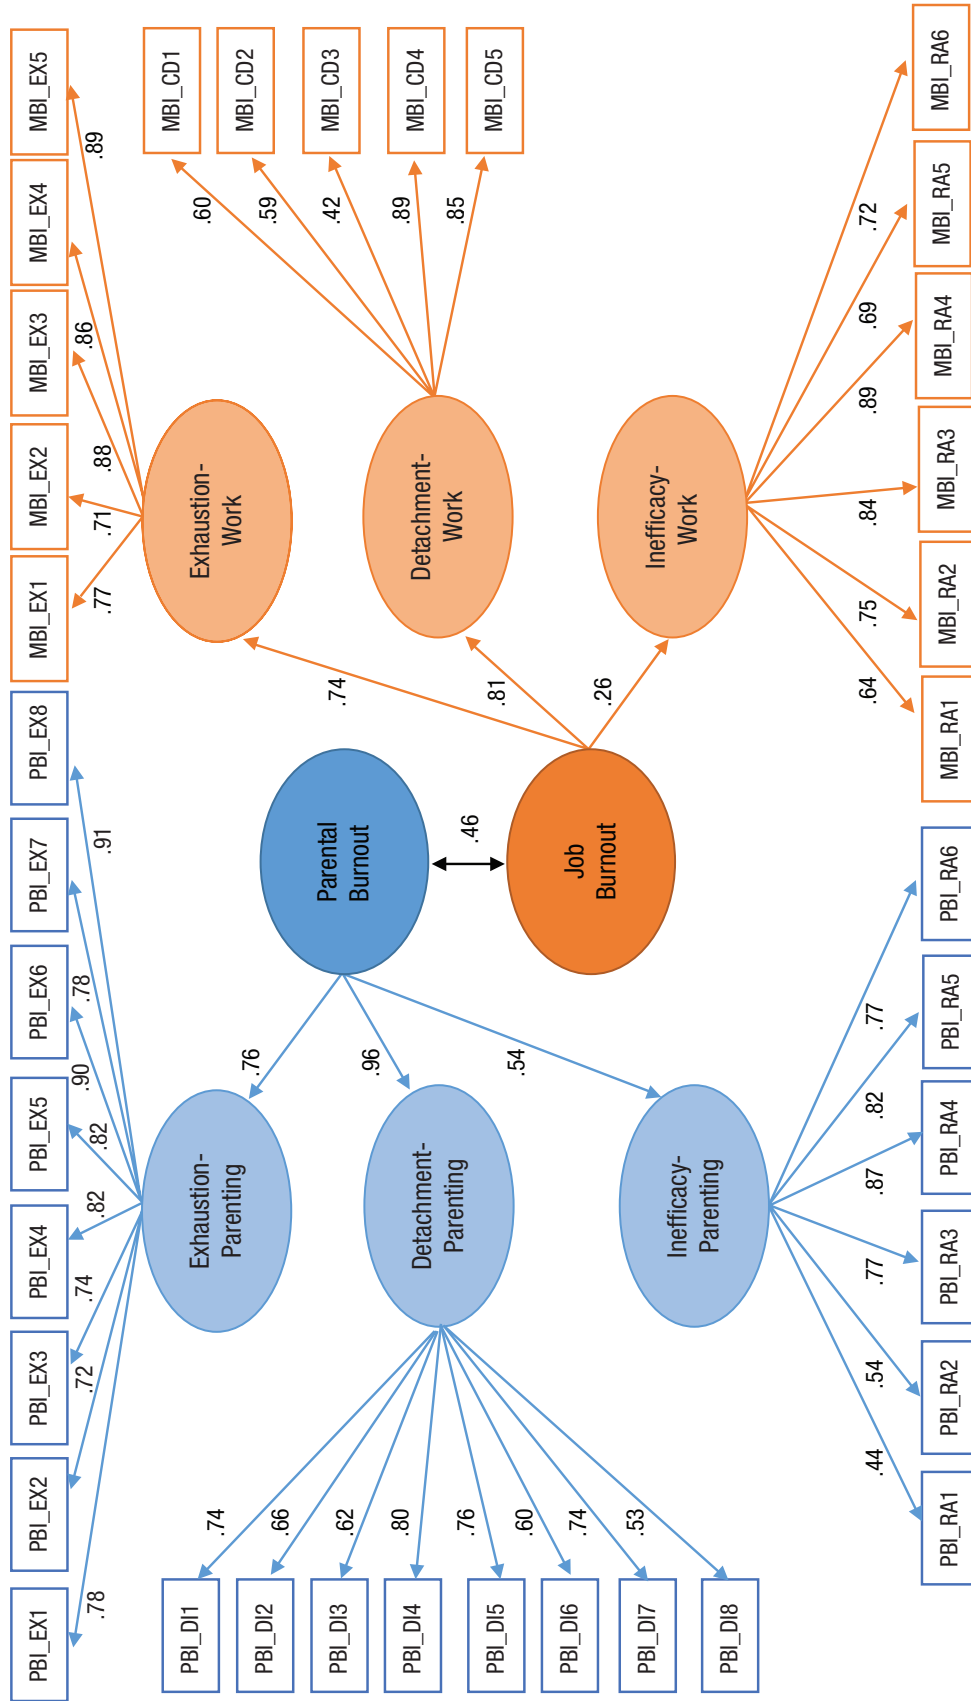 PBI_EX1
PBI_EX2
PBI_EX3
PBI_EX4
PBI_EX5
PBI_EX6
PBI_EX7
PBI_EX8
MBI_EX1
MBI_EX2
MBI_EX3
MBI_EX4
MBI_EX5
.78
.72
.74
.82
.82
.90
.78
.91
.77
.71
.88
.86
.89
Exhaustion-
Parenting
Exhaustion-
Work
PBI_DI1
PBI_DI2
PBI_DI3
PBI_DI4
PBI_DI5
PBI_DI6
PBI_DI7
PBI_DI8
.74
.66
.62
.80
.76
.60
.74
.53
Detachment-
Parenting
.76
.96
.54
Parental
Burnout
.46
Job
Burnout
.74
.81
.26
Detachment-
Work
.60
.59
.42
.89
.85
MBI_CD1
MBI_CD2
MBI_CD3
MBI_CD4
MBI_CD5
Inefficacy-
Parenting
Inefficacy-
Work
.44
.54
.77
.87
.82
.77
.64
.75
.84
.89
.69
.72
PBI_RA1
PBI_RA2
PBI_RA3
PBI_RA4
PBI_RA5
PBI_RA6
MBI_RA1
MBI_RA2
MBI_RA3
MBI_RA4
MBI_RA5
MBI_RA6